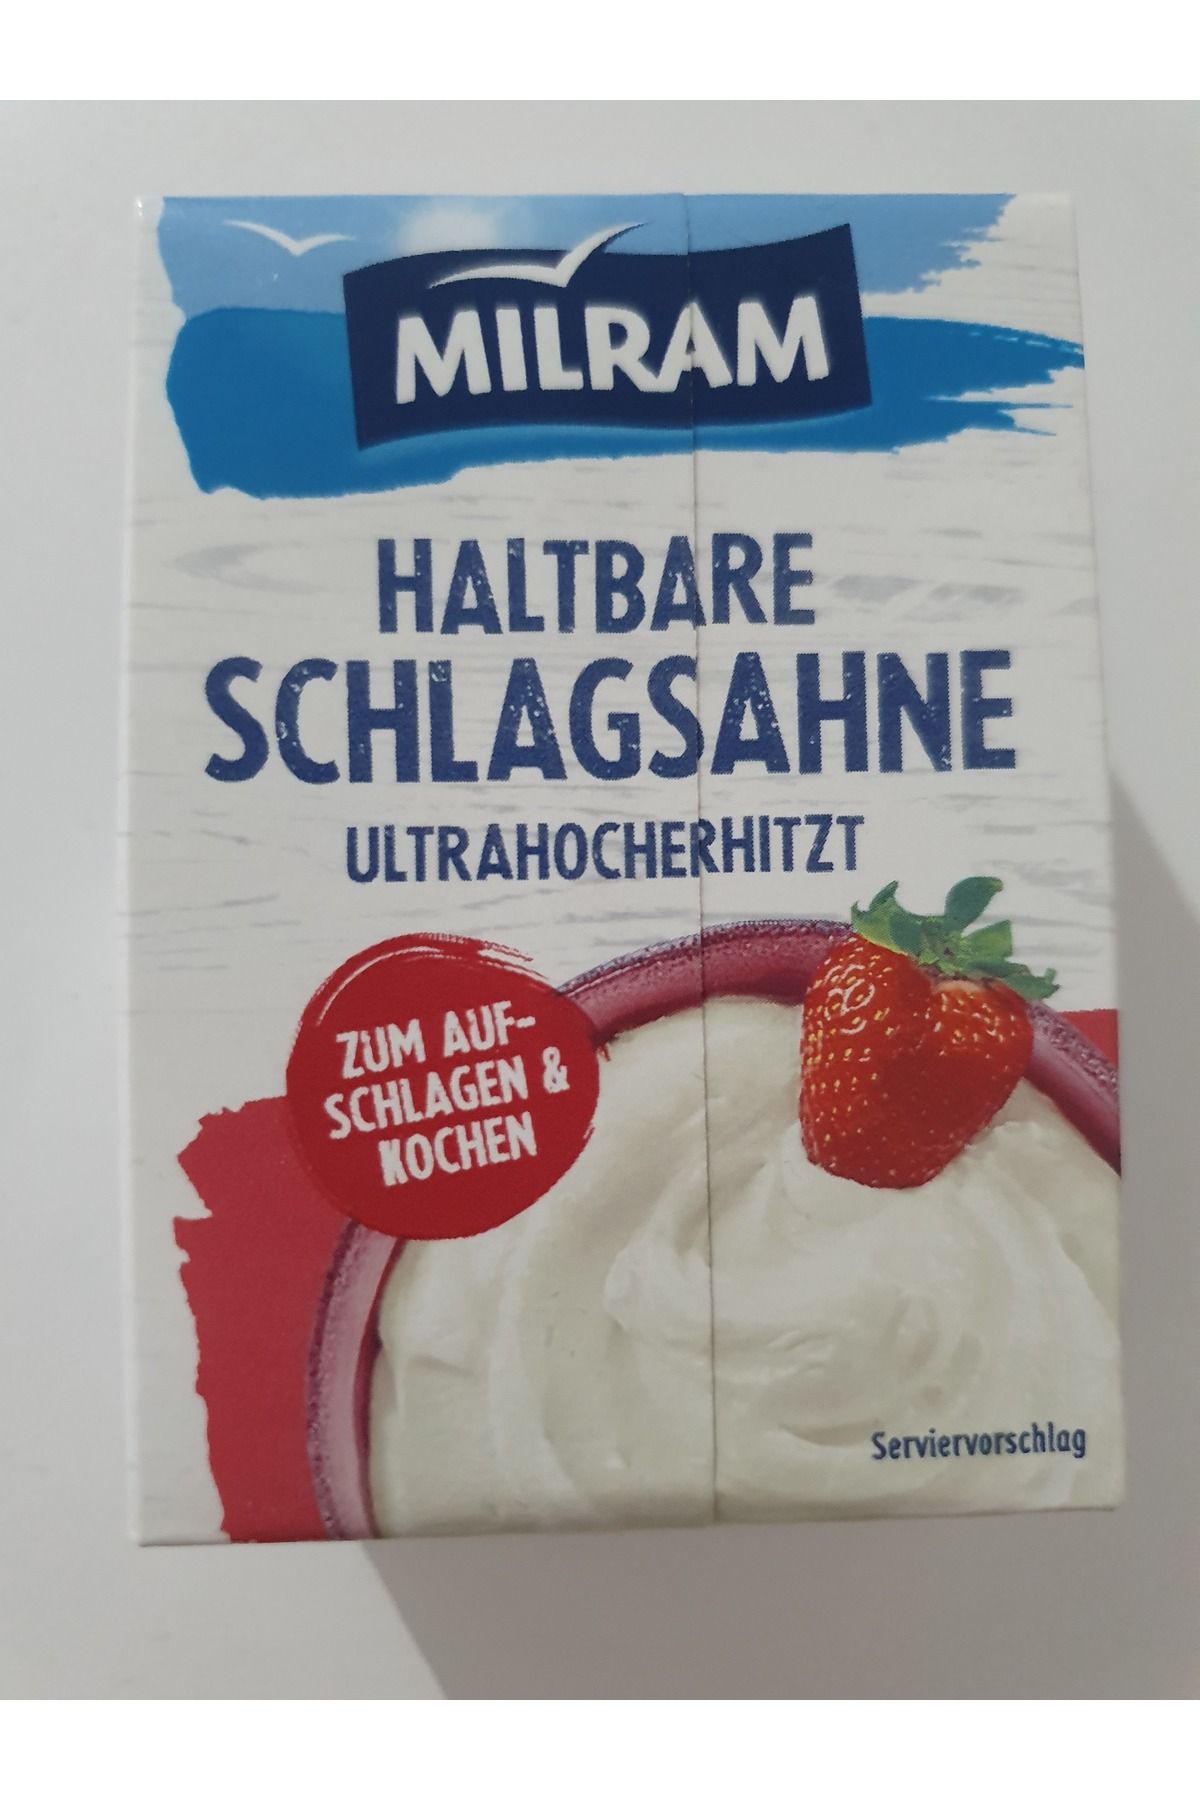 MILRAM
HALTBARE
SCHLAGSAHNE
ULTRAHOCHERHITZT
ZUM AUF-
SCHLAGEN &
KOCHEN
Serviervorschlag